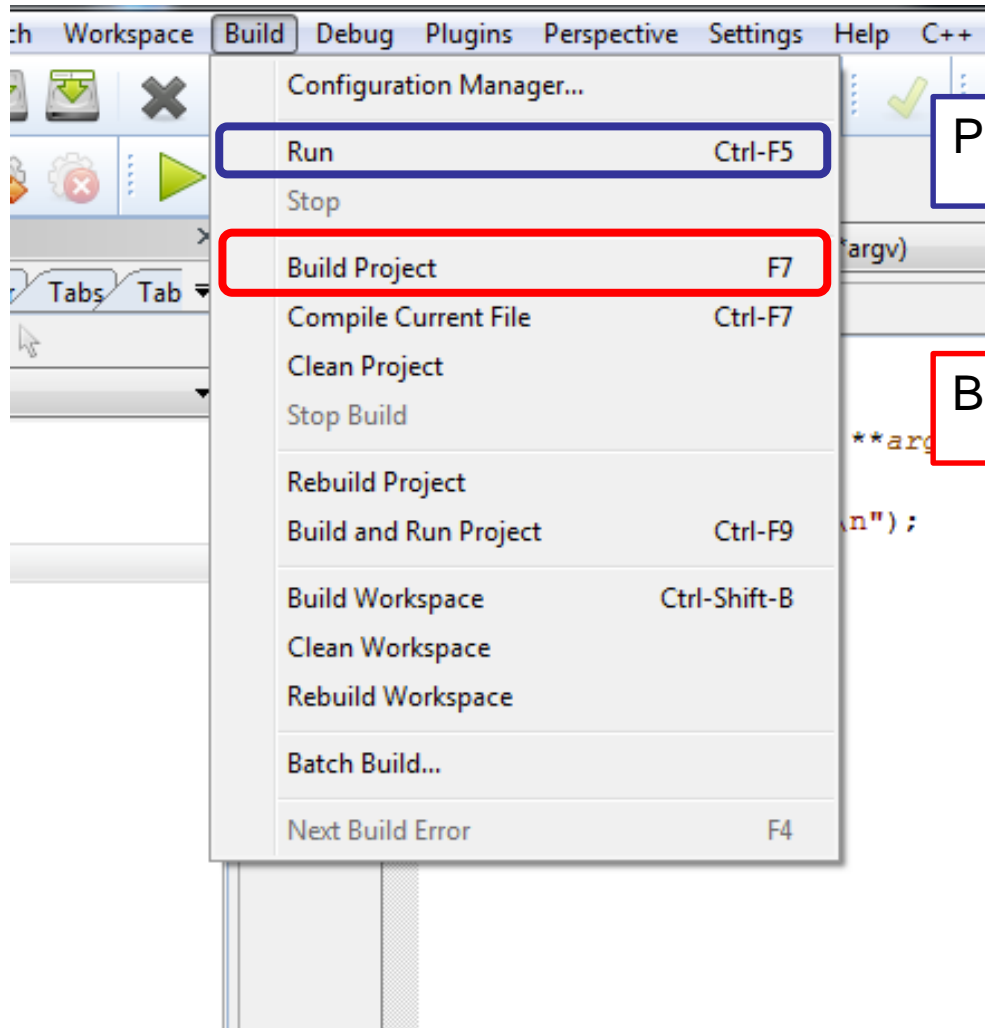 Workspace Build Debug Plugins Perspective Settings Help C++
Configuration Manager...
P
Run Ctrl-F5
Stop
*argv)
Build Project F7
Tabs Tab
Compile Current File Ctrl-F7
Clean Project
B
Stop Build
**arg
Rebuild Project
Build and Run Project Ctrl-F9
\n");
Build Workspace Ctrl-Shift-B
Clean Workspace
Rebuild Workspace
Batch Build...
Next Build Error F4